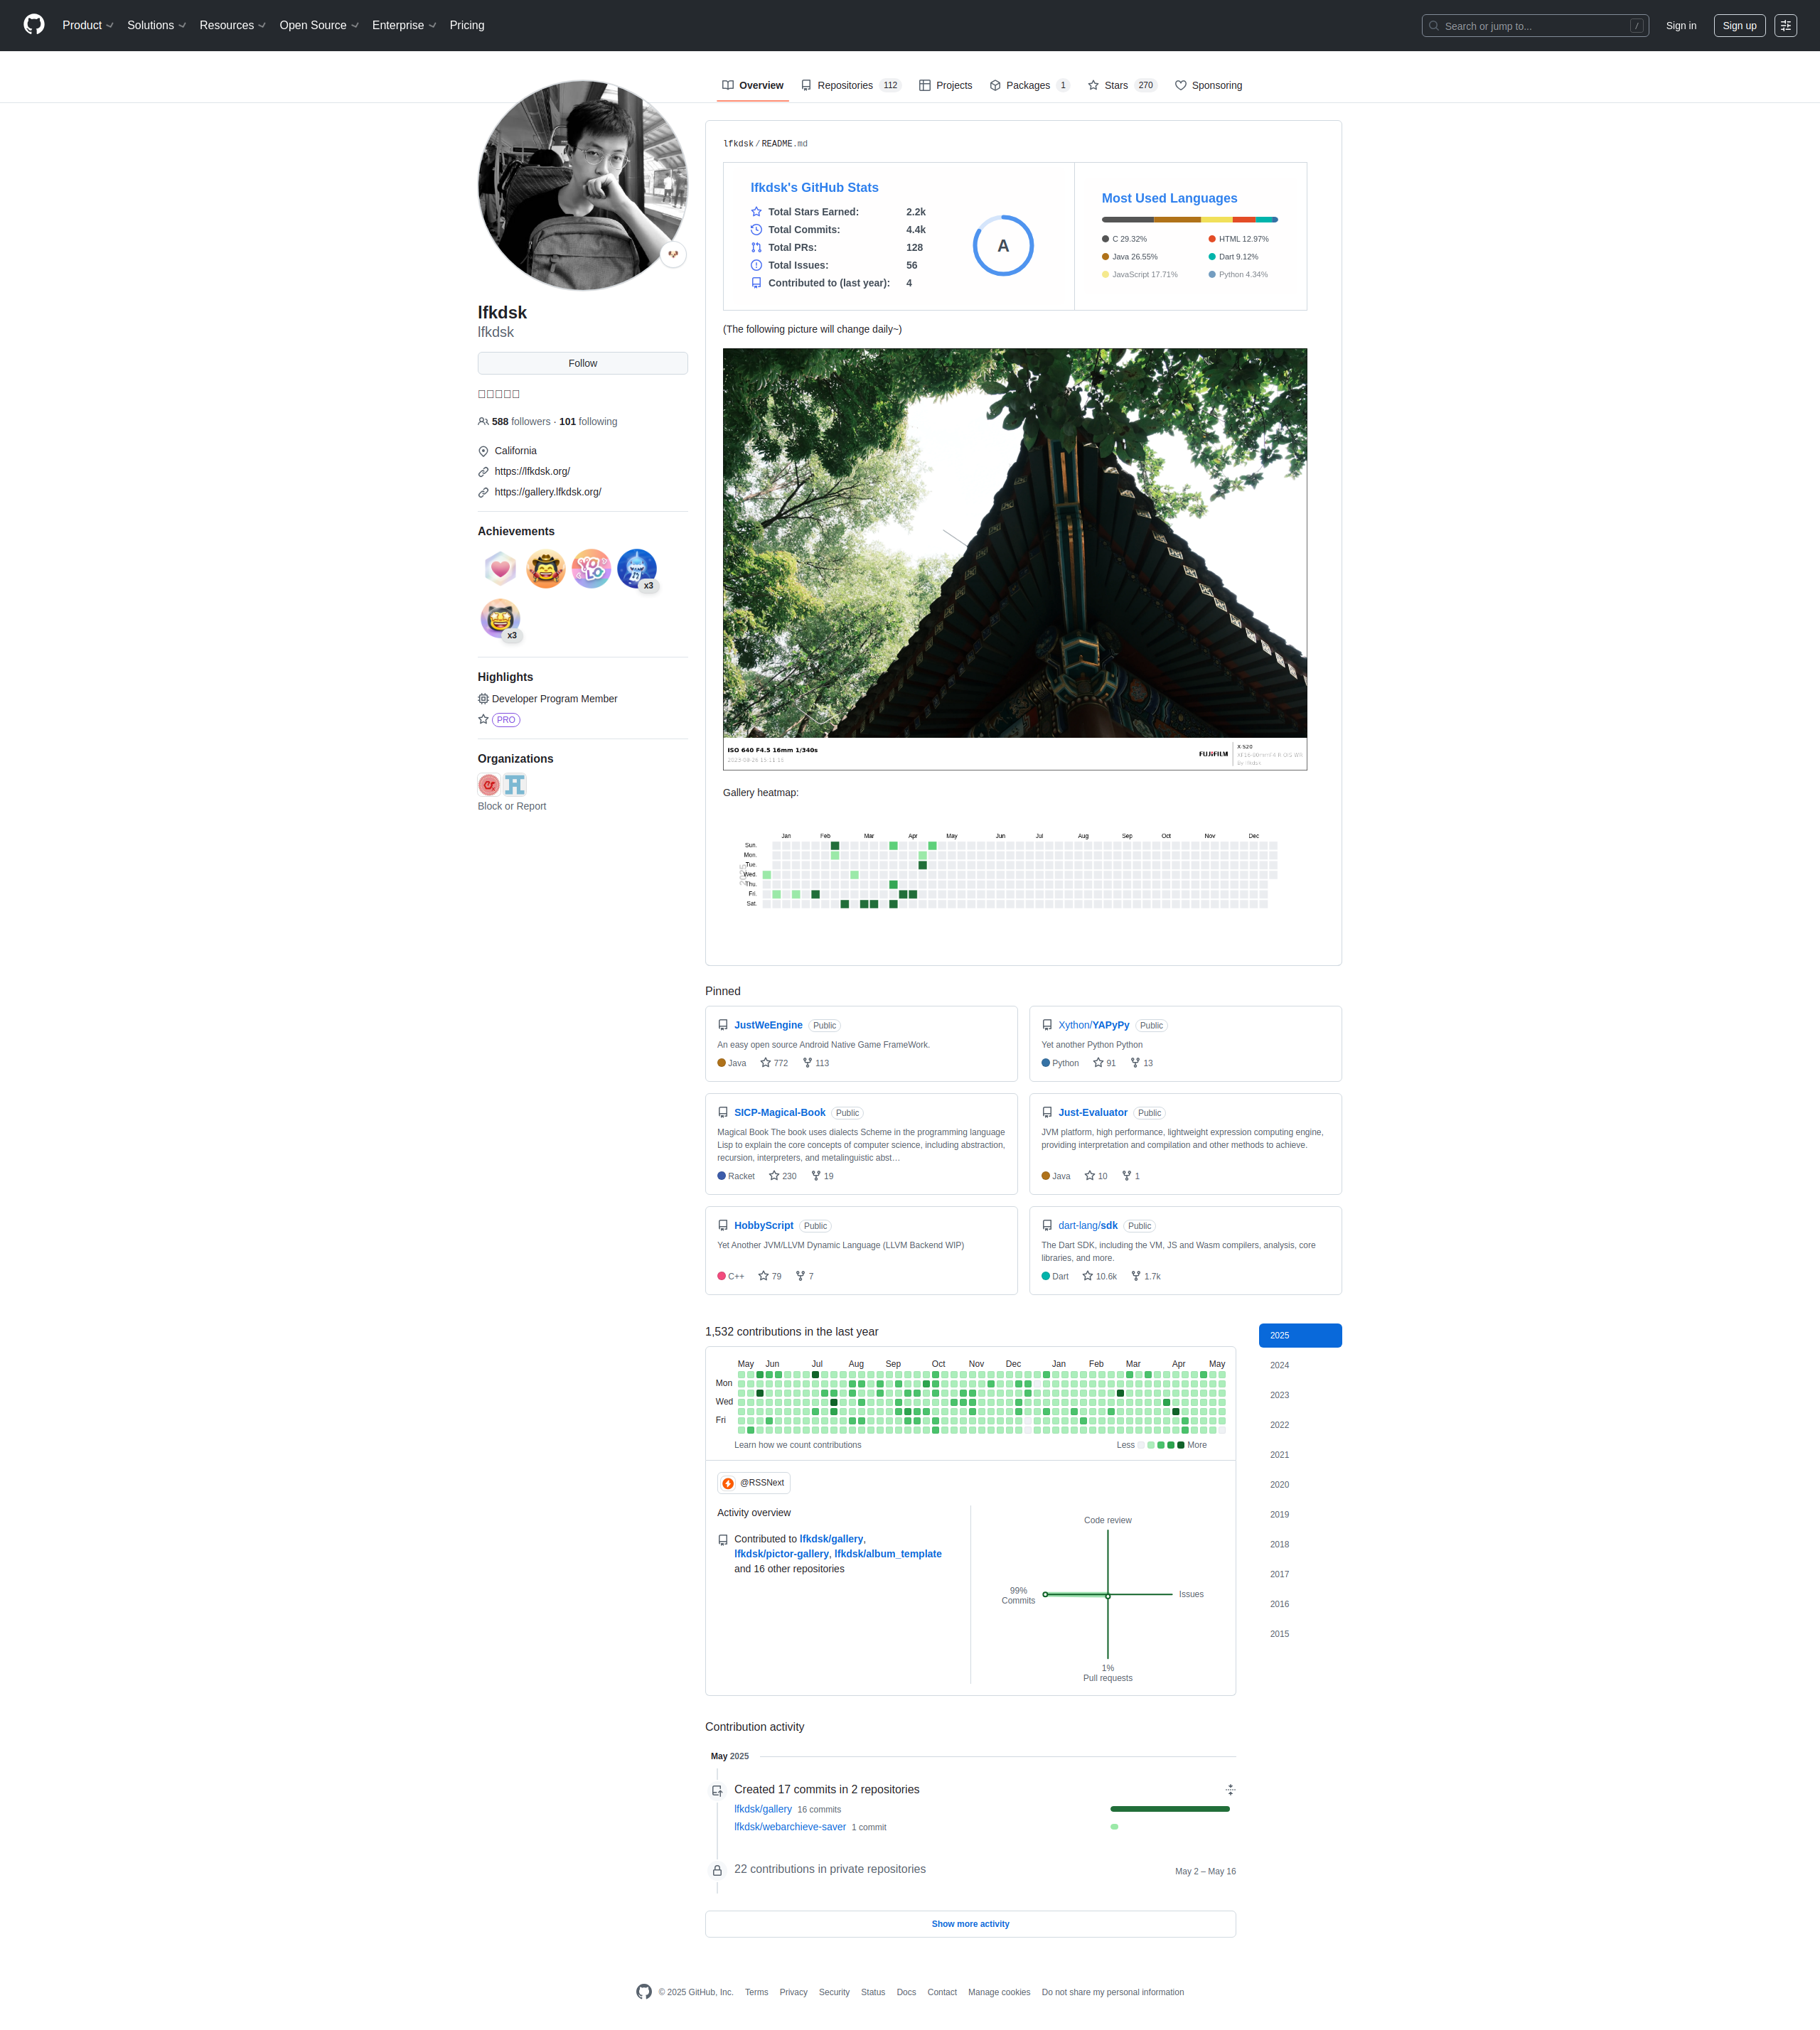 Product
Solutions
Resources
Open Source
Enterprise
Pricing
Search or jump to...
/
Sign in
Sign up
Overview
Repositories 112
Projects
Packages 1
Stars 270
Sponsoring
lfkdsk
lfkdsk
Follow
588 followers · 101 following
California
https://lfkdsk.org/
https://gallery.lfkdsk.org/
Achievements
YOLO
x3
x3
Highlights
Developer Program Member
PRO
Organizations
Block or Report
lfkdsk / README.md
lfkdsk's GitHub Stats
Total Stars Earned: 2.2k
Total Commits: 4.4k
Total PRs: 128
Total Issues: 56
Contributed to (last year): 4
A
Most Used Languages
C 29.32%
Java 26.55%
JavaScript 17.71%
HTML 12.97%
Dart 9.12%
Python 4.34%
(The following picture will change daily~)
ISO 640 F4.5 16mm 1/340s
FUJIFILM
X-S20
Gallery heatmap:
Jan Feb Mar Apr May Jun Jul Aug Sep Oct Nov Dec
2025
Sun.
Mon.
Tue.
Wed.
Thu.
Fri.
Sat.
Pinned
JustWeEngine Public
An easy open source Android Native Game FrameWork.
Java 772 113
Xython/YAPyPy Public
Yet another Python Python
Python 91 13
SICP-Magical-Book Public
Magical Book The book uses dialects Scheme in the programming language
Lisp to explain the core concepts of computer science, including abstraction,
recursion, interpreters, and metalinguistic abst…
Racket 230 19
Just-Evaluator Public
JVM platform, high performance, lightweight expression computing engine,
providing interpretation and compilation and other methods to achieve.
Java 10 1
HobbyScript Public
Yet Another JVM/LLVM Dynamic Language (LLVM Backend WIP)
C++ 79 7
dart-lang/sdk Public
The Dart SDK, including the VM, JS and Wasm compilers, analysis, core
libraries, and more.
Dart 10.6k 1.7k
1,532 contributions in the last year
May Jun Jul Aug Sep Oct Nov Dec Jan Feb Mar Apr May
Mon
Wed
Fri
Learn how we count contributions
Less
More
@RSSNext
Activity overview
Contributed to lfkdsk/gallery,
lfkdsk/pictor-gallery, lfkdsk/album_template
and 16 other repositories
Code review
99%
Commits
Issues
1%
Pull requests
2025
2024
2023
2022
2021
2020
2019
2018
2017
2016
2015
Contribution activity
May 2025
Created 17 commits in 2 repositories
lfkdsk/gallery 16 commits
lfkdsk/webarchieve-saver 1 commit
22 contributions in private repositories
May 2 – May 16
Show more activity
© 2025 GitHub, Inc.
Terms
Privacy
Security
Status
Docs
Contact
Manage cookies
Do not share my personal information